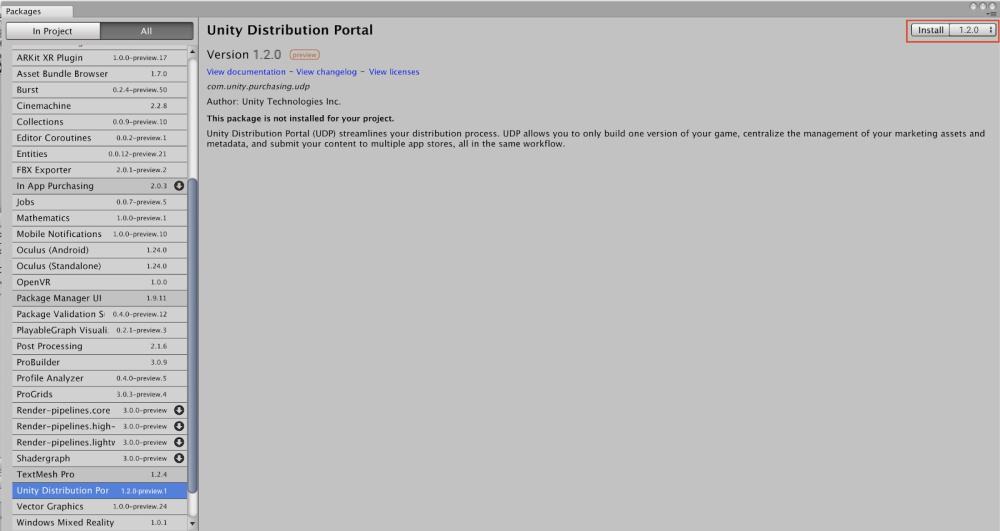 Packages
In Project
All
ARKit XR Plugin 1.0.0-preview.17
Asset Bundle Browser 1.7.0
Burst 0.2.4-preview.50
Cinemachine 2.2.8
Collections 0.0.9-preview.10
Editor Coroutines 0.0.2-preview.1
Entities 0.0.12-preview.21
FBX Exporter 2.0.1-preview.2
In App Purchasing 2.0.3
Jobs 0.0.7-preview.5
Mathematics 1.0.0-preview.1
Mobile Notifications 1.0.0-preview.10
Oculus (Android) 1.24.0
Oculus (Standalone) 1.24.0
OpenVR 1.0.0
Package Manager UI 1.9.11
Package Validation S 0.4.0-preview.12
PlayableGraph Visuali 0.2.1-preview.3
Post Processing 2.1.6
ProBuilder 3.0.9
Profile Analyzer 0.4.0-preview.5
ProGrids 3.0.3-preview.4
Render-pipelines.core 3.0.0-preview
Render-pipelines.high- 3.0.0-preview
Render-pipelines.lightw 3.0.0-preview
Shadergraph 3.0.0-preview
TextMesh Pro 1.2.4
Unity Distribution Por 1.2.0-preview.1
Vector Graphics 1.0.0-preview.24
Windows Mixed Reality 1.0.1
Unity Distribution Portal
Install 1.2.0
Version 1.2.0 preview
View documentation - View changelog - View licenses
com.unity.purchasing.udp
Author: Unity Technologies Inc.
This package is not installed for your project.
Unity Distribution Portal (UDP) streamlines your distribution process. UDP allows you to only build one version of your game, centralize the management of your marketing assets and
metadata, and submit your content to multiple app stores, all in the same workflow.